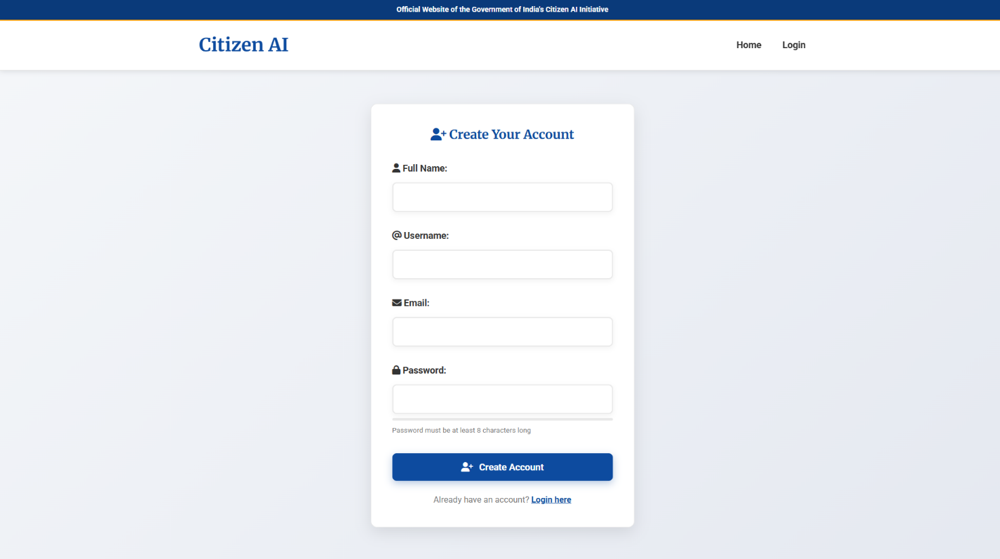 Official Website of the Government of India's Citizen AI Initiative
Citizen AI
Home
Login
Create Your Account
Full Name:
Username:
Email:
Password:
Password must be at least 8 characters long
Create Account
Already have an account? Login here